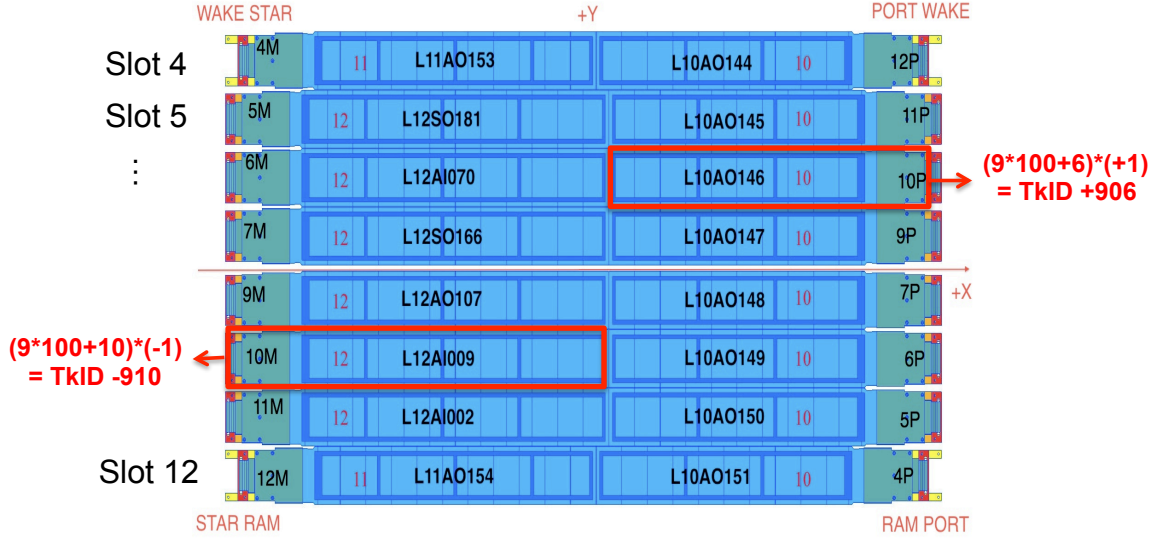 WAKE STAR +Y PORT WAKE
Slot 4 4M 11 L11AO153 L10AO144 10 12P
Slot 5 5M 12 L12SO181 L10AO145 10 11P
⋮ 6M 12 L12AI070 L10AO146 10 10P (9*100+6)*(+1)
= TkID +906
7M 12 L12SO166 L10AO147 10 9P
9M 12 L12AO107 L10AO148 10 7P +X
(9*100+10)*(-1) 10M 12 L12AI009 L10AO149 10 6P
= TkID -910
11M 12 L12AI002 L10AO150 10 5P
Slot 12 12M 11 L11AO154 L10AO151 10 4P
STAR RAM RAM PORT